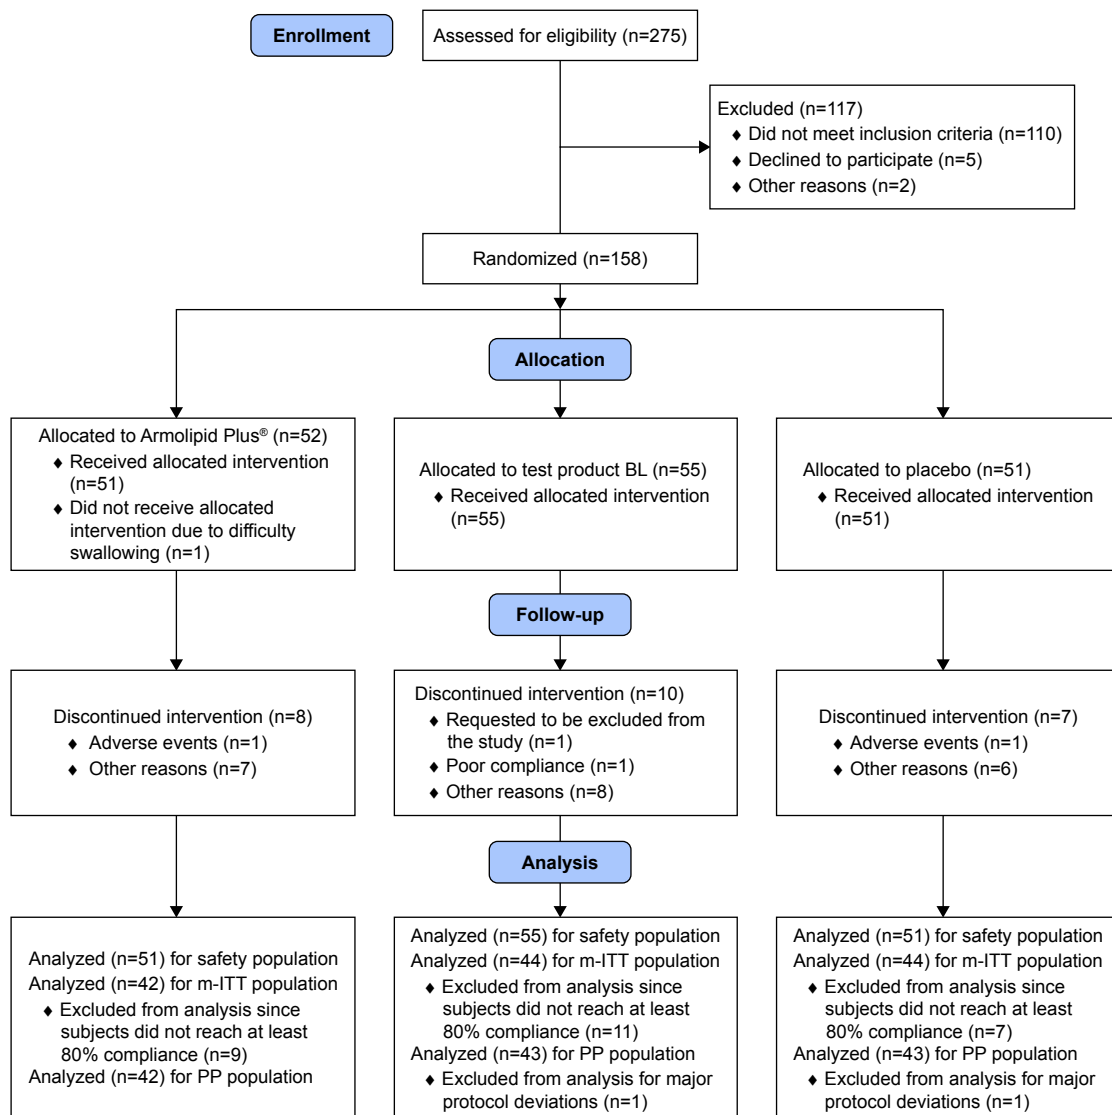 Enrollment
Assessed for eligibility (n=275)
Excluded (n=117)
♦ Did not meet inclusion criteria (n=110)
♦ Declined to participate (n=5)
♦ Other reasons (n=2)
Randomized (n=158)
Allocation
Allocated to Armolipid Plus® (n=52)
♦ Received allocated intervention
(n=51)
♦ Did not receive allocated
intervention due to difficulty
swallowing (n=1)
Allocated to test product BL (n=55)
♦ Received allocated intervention
(n=55)
Allocated to placebo (n=51)
♦ Received allocated intervention
(n=51)
Follow-up
Discontinued intervention (n=8)
♦ Adverse events (n=1)
♦ Other reasons (n=7)
Discontinued intervention (n=10)
♦ Requested to be excluded from
the study (n=1)
♦ Poor compliance (n=1)
♦ Other reasons (n=8)
Discontinued intervention (n=7)
♦ Adverse events (n=1)
♦ Other reasons (n=6)
Analysis
Analyzed (n=51) for safety population
Analyzed (n=42) for m-ITT population
♦ Excluded from analysis since
subjects did not reach at least
80% compliance (n=9)
Analyzed (n=42) for PP population
Analyzed (n=55) for safety population
Analyzed (n=44) for m-ITT population
♦ Excluded from analysis since
subjects did not reach at least
80% compliance (n=11)
Analyzed (n=43) for PP population
♦ Excluded from analysis for major
protocol deviations (n=1)
Analyzed (n=51) for safety population
Analyzed (n=44) for m-ITT population
♦ Excluded from analysis since
subjects did not reach at least
80% compliance (n=7)
Analyzed (n=43) for PP population
♦ Excluded from analysis for major
protocol deviations (n=1)